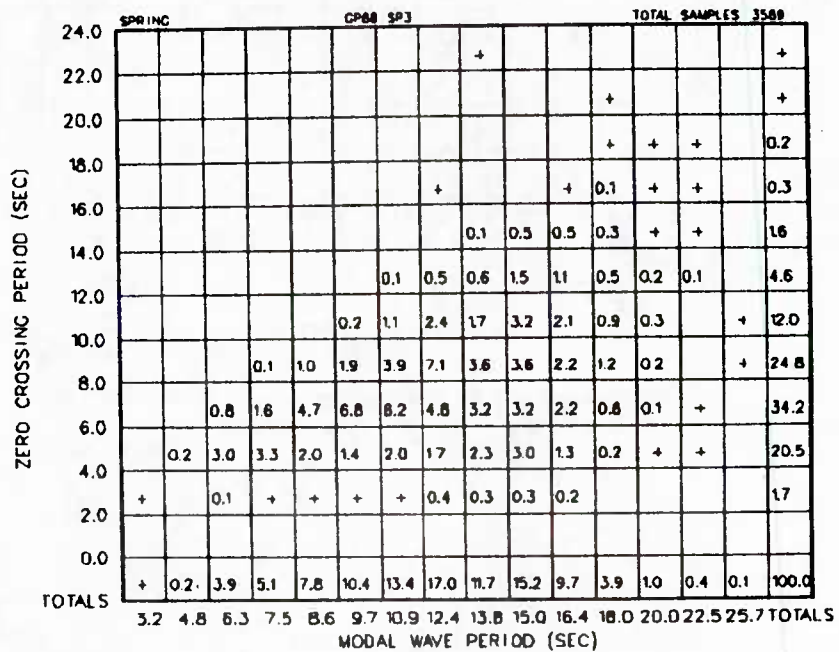 SPRING GP88 SP3 TOTAL SAMPLES 3589
24.0
+ +
22.0
+ +
20.0
+ + + 0.2
18.0
+ + 0.1 + + 0.3
16.0
0.1 0.5 0.5 0.3 + + 1.6
14.0
0.1 0.5 0.6 1.5 1.1 0.5 0.2 0.1 4.6
12.0
0.2 1.1 2.4 1.7 3.2 2.1 0.9 0.3 + 12.0
10.0
0.1 1.0 1.9 3.9 7.1 3.6 3.6 2.2 1.2 0.2 + 24.8
8.0
0.8 1.6 4.7 6.8 6.2 4.8 3.2 3.2 2.2 0.8 0.1 + 34.2
6.0
0.2 3.0 3.3 2.0 1.4 2.0 1.7 2.3 3.0 1.3 0.2 + + 20.5
4.0
+ 0.1 + + + + 0.4 0.3 0.3 0.2 1.7
2.0
0.0
+ 0.2 3.9 5.1 7.8 10.4 13.4 17.0 11.7 15.2 9.7 3.9 1.0 0.4 0.1 100.0
TOTALS
3.2 4.8 6.3 7.5 8.6 9.7 10.9 12.4 13.8 15.0 16.4 18.0 20.0 22.5 25.7 TOTALS
MODAL WAVE PERIOD (SEC)
ZERO CROSSING PERIOD (SEC)